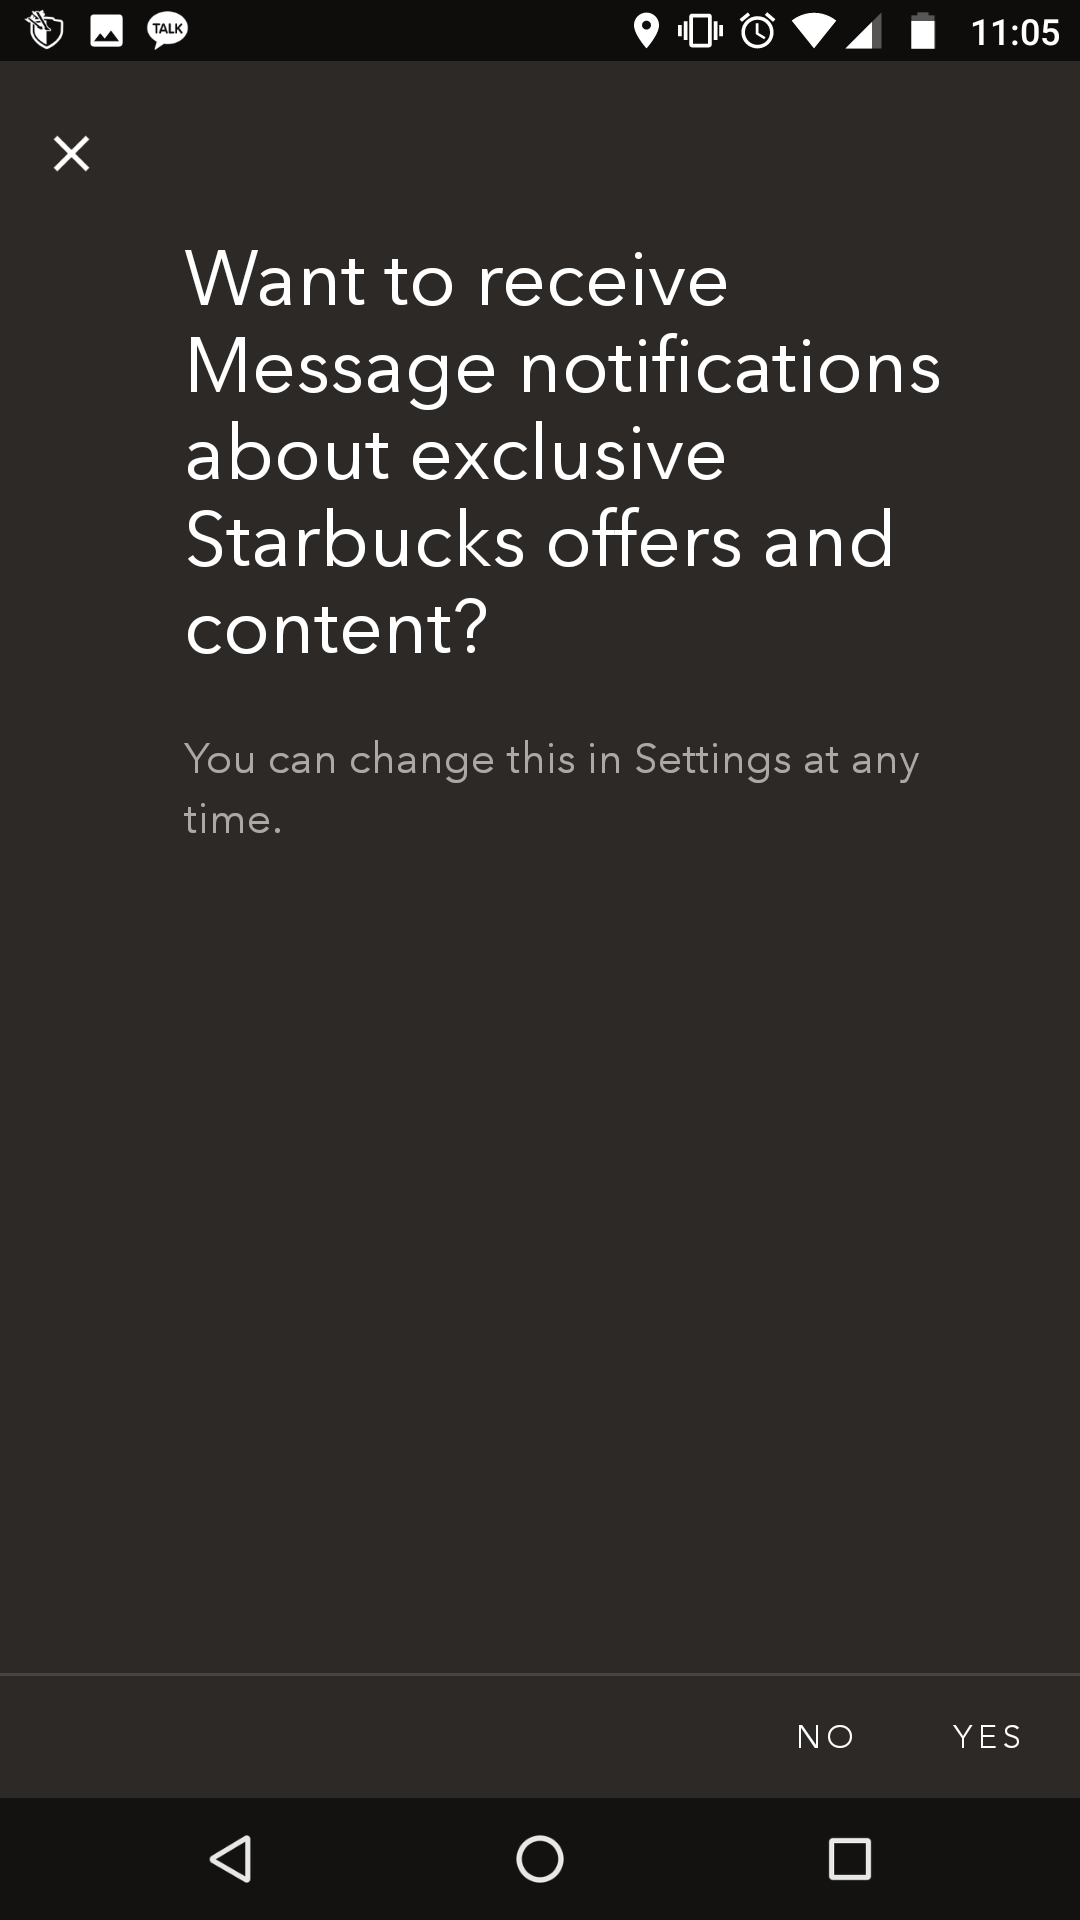 TALK
11:05
Want to receive
Message notifications
about exclusive
Starbucks offers and
content?
You can change this in Settings at any
time.
NO YES